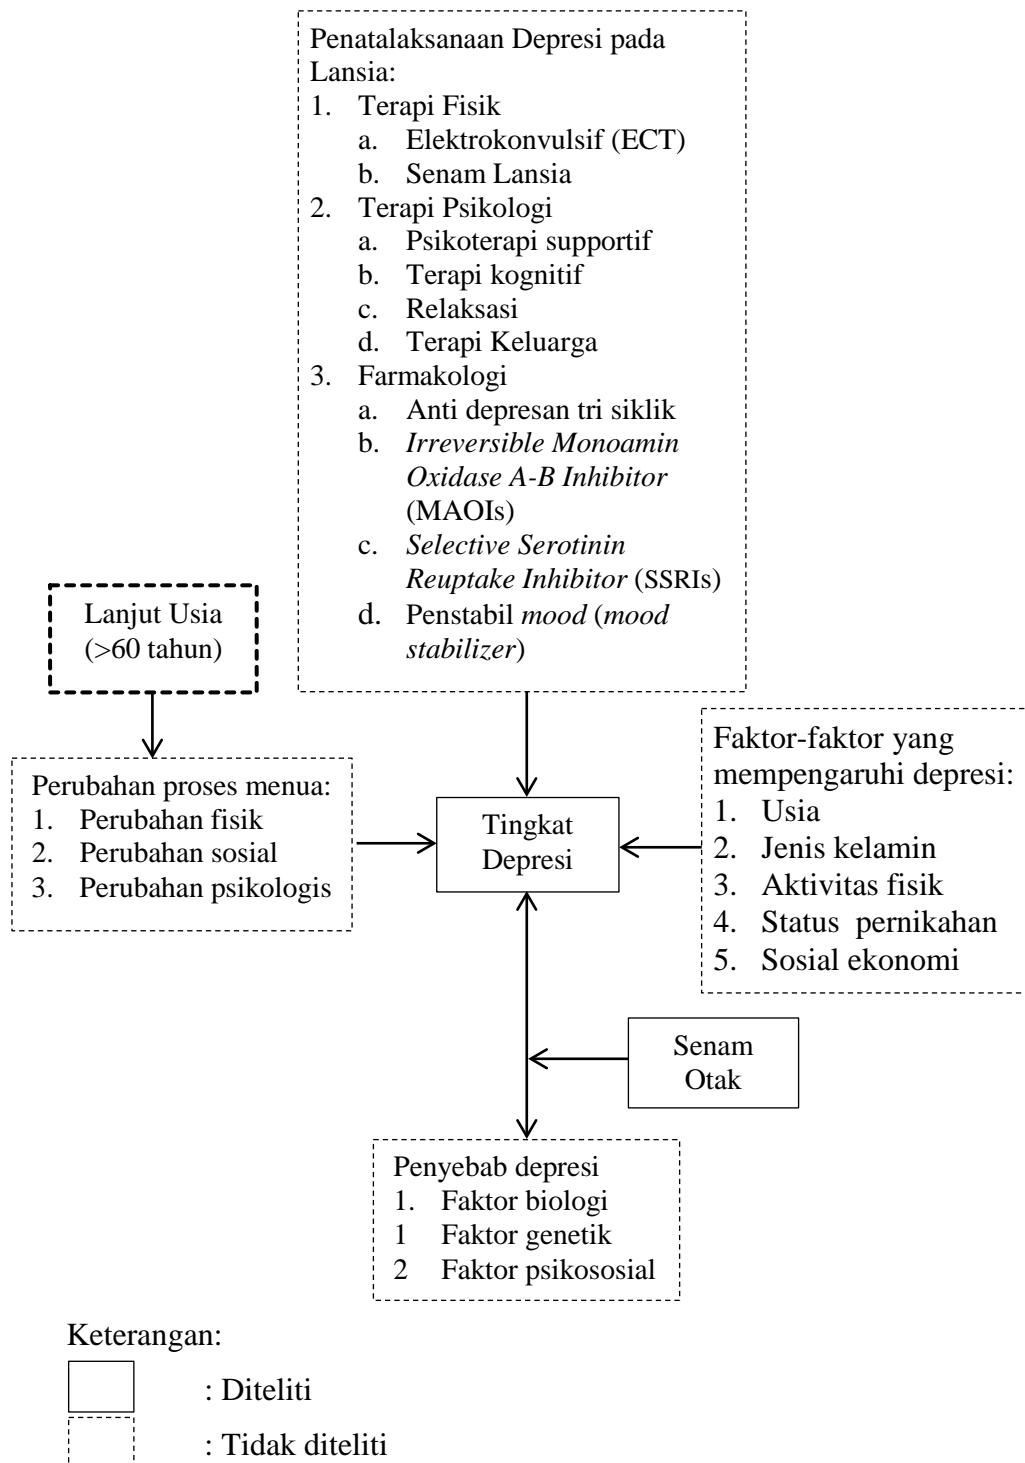 Penatalaksanaan Depresi pada
Lansia:
1. Terapi Fisik
a. Elektrokonvulsif (ECT)
b. Senam Lansia
2. Terapi Psikologi
a. Psikoterapi supportif
b. Terapi kognitif
c. Relaksasi
d. Terapi Keluarga
3. Farmakologi
a. Anti depresan tri siklik
b. Irreversible Monoamin
Oxidase A-B Inhibitor
(MAOIs)
c. Selective Serotinin
Reuptake Inhibitor (SSRIs)
d. Penstabil mood (mood
stabilizer)
Lanjut Usia
(>60 tahun)
Perubahan proses menua:
1. Perubahan fisik
2. Perubahan sosial
3. Perubahan psikologis
Tingkat
Depresi
Faktor-faktor yang
mempengaruhi depresi:
1. Usia
2. Jenis kelamin
3. Aktivitas fisik
4. Status pernikahan
5. Sosial ekonomi
Senam
Otak
Penyebab depresi
1. Faktor biologi
1 Faktor genetik
2 Faktor psikososial
Keterangan:
: Diteliti
: Tidak diteliti